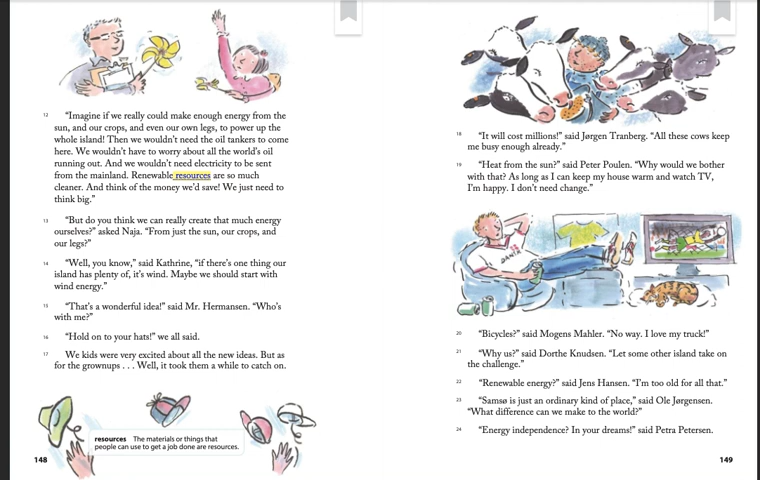 12 “Imagine if we really could make enough energy from the
sun, and our crops, and even our own legs, to power up the
whole island! Then we wouldn’t need the oil tankers to come
here. We wouldn’t have to worry about all the world’s oil
running out. And we wouldn’t need electricity to be sent
from the mainland. Renewable resources are so much
cleaner. And think of the money we’d save! We just need to
think big.”
13 “But do you think we can really create that much energy
ourselves?” asked Naja. “From just the sun, our crops, and
our legs?”
14 “Well, you know,” said Kathrine, “if there’s one thing our
island has plenty of, it’s wind. Maybe we should start with
wind energy.”
15 “That’s a wonderful idea!” said Mr. Hermansen. “Who’s
with me?”
16 “Hold on to your hats!” we all said.
17 We kids were very excited about all the new ideas. But as
for the grownups . . . Well, it took them a while to catch on.
resources The materials or things that
people can use to get a job done are resources.
148
18 “It will cost millions!” said Jørgen Tranberg. “All these cows keep
me busy enough already.”
19 “Heat from the sun?” said Peter Poulen. “Why would we bother
with that? As long as I can keep my house warm and watch TV,
I’m happy. I don’t need change.”
DANIA
20 “Bicycles?” said Mogens Mahler. “No way. I love my truck!”
21 “Why us?” said Dorthe Knudsen. “Let some other island take on
the challenge.”
22 “Renewable energy?” said Jens Hansen. “I’m too old for all that.”
23 “Samsø is just an ordinary kind of place,” said Ole Jørgensen.
“What difference can we make to the world?”
24 “Energy independence? In your dreams!” said Petra Petersen.
149